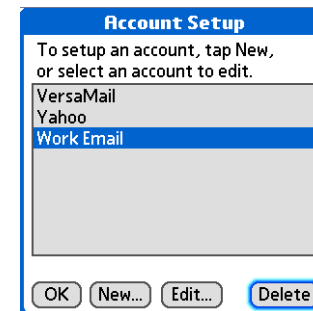 Account Setup
To setup an account, tap New,
or select an account to edit.
VersaMail
Yahoo
Work Email
OK New... Edit... Delete